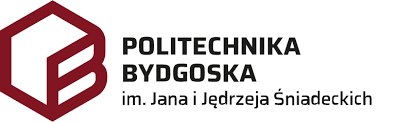 POLITECHNIKA
BYDGOSKA
im. Jana i Jędrzeja Śniadeckich